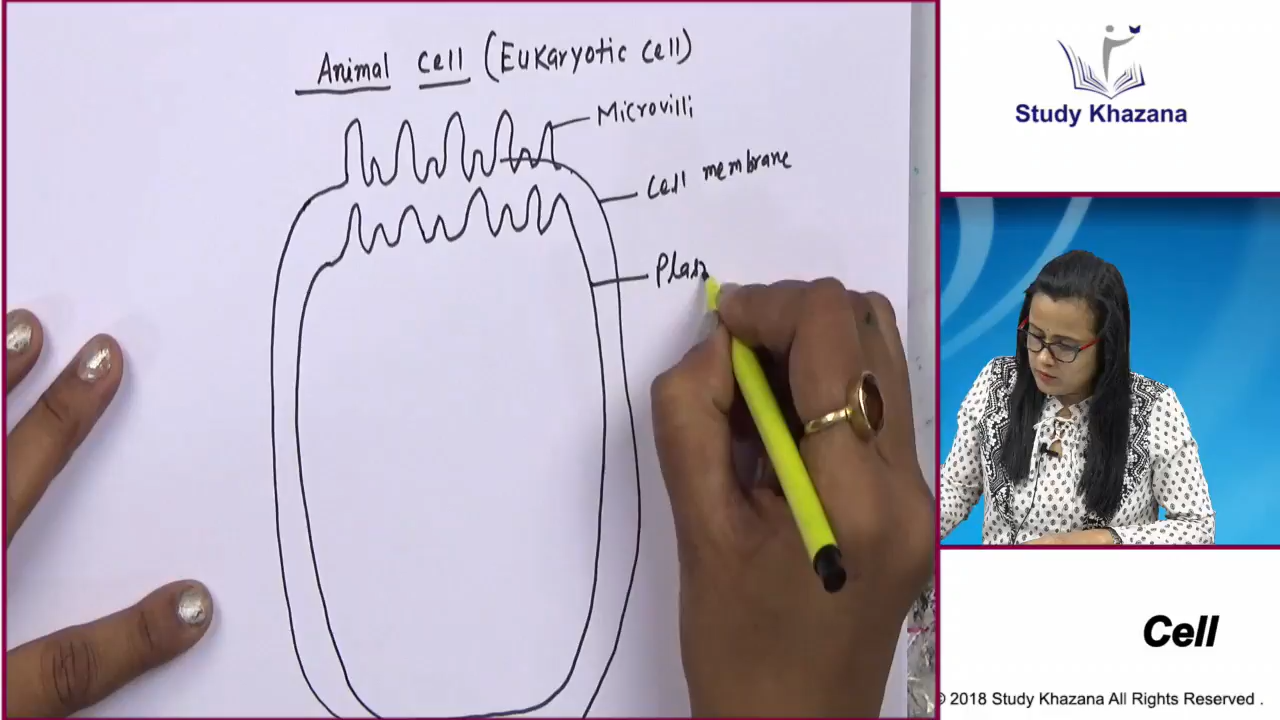 Animal Cell (Eukaryotic cell)
Microvilli
Cell membrane
Plas
Study Khazana
Cell
© 2018 Study Khazana All Rights Reserved .